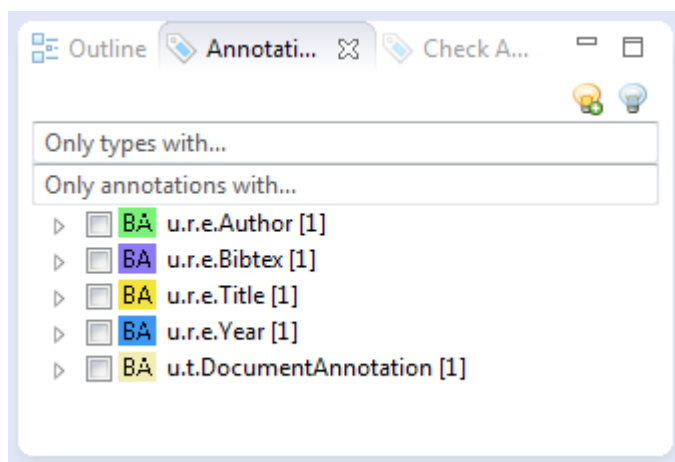 Outline Annotati... Check A...
Only types with...
Only annotations with...
BA u.r.e.Author [1]
BA u.r.e.Bibtex [1]
BA u.r.e.Title [1]
BA u.r.e.Year [1]
BA u.t.DocumentAnnotation [1]